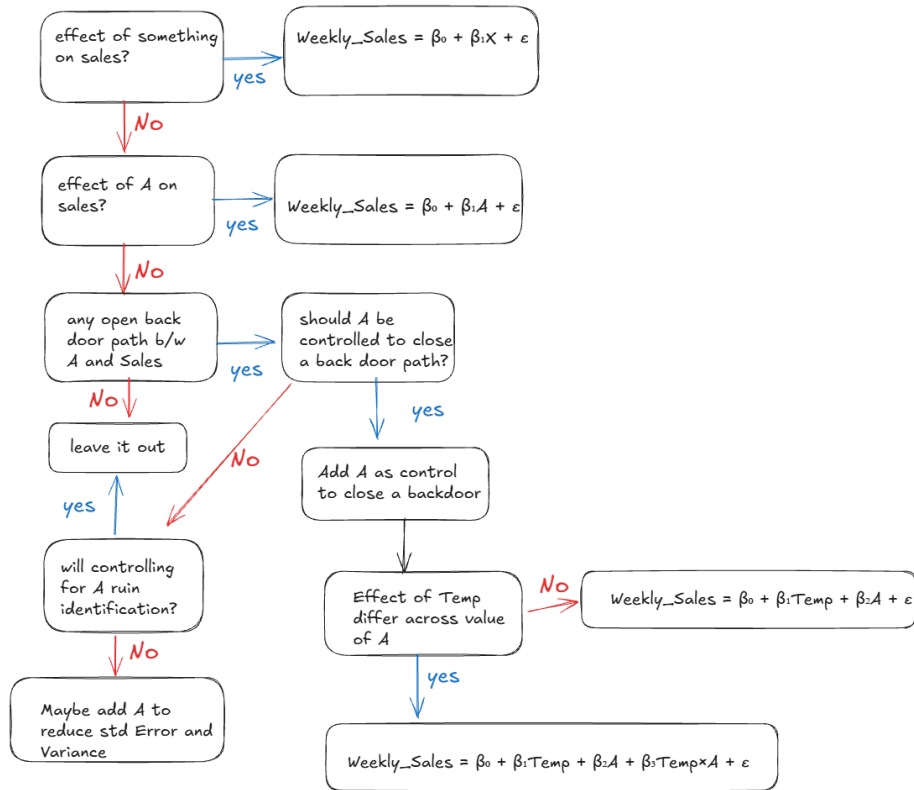 effect of something
on sales?
yes
Weekly_Sales = β₀ + β₁X + ε
No
effect of A on
sales?
yes
Weekly_Sales = β₀ + β₁A + ε
No
any open back
door path b/w
A and Sales
yes
should A be
controlled to close
a back door path?
No
yes
leave it out
No
yes
Add A as control
to close a backdoor
will controlling
for A ruin
identification?
Effect of Temp
differ across value
of A
No
Weekly_Sales = β₀ + β₁Temp + β₂A + ε
No
yes
Maybe add A to
reduce std Error and
Variance
Weekly_Sales = β₀ + β₁Temp + β₂A + β₃Temp×A + ε